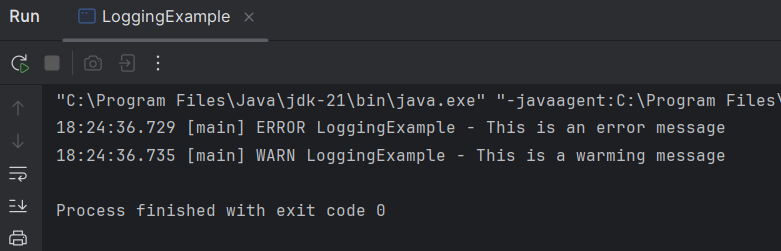 Run LoggingExample
"C:\Program Files\Java\jdk-21\bin\java.exe" "-javaagent:C:\Program Files\
18:24:36.729 [main] ERROR LoggingExample - This is an error message
18:24:36.735 [main] WARN LoggingExample - This is a warming message
Process finished with exit code 0